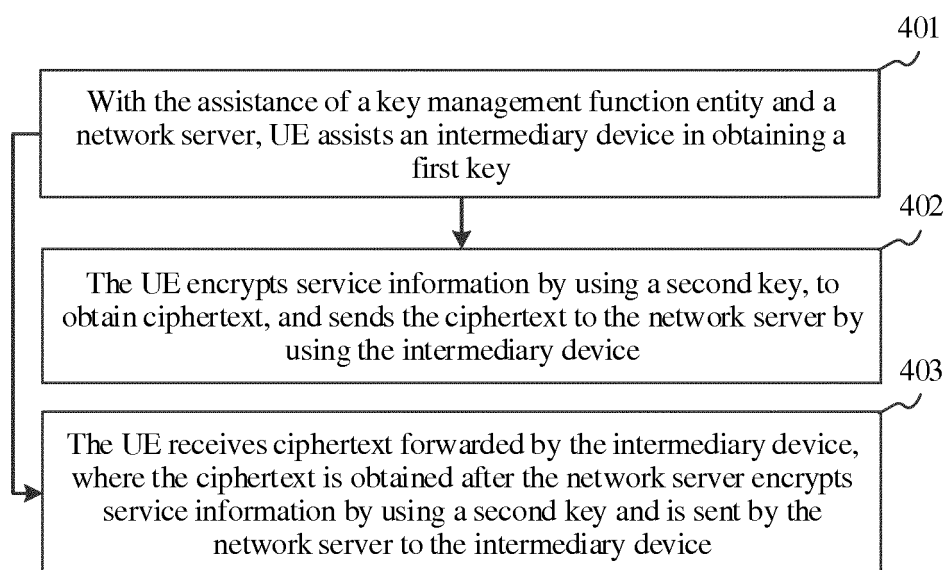 401
With the assistance of a key management function entity and a
network server, UE assists an intermediary device in obtaining a
first key
402
The UE encrypts service information by using a second key, to
obtain ciphertext, and sends the ciphertext to the network server by
using the intermediary device
403
The UE receives ciphertext forwarded by the intermediary device,
where the ciphertext is obtained after the network server encrypts
service information by using a second key and is sent by the
network server to the intermediary device